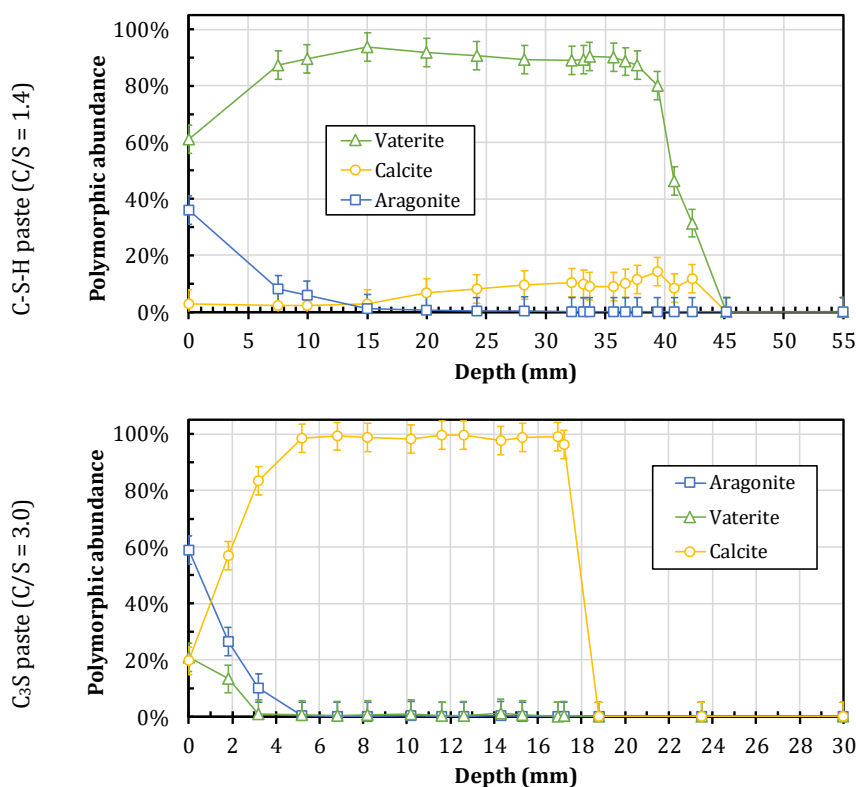 C-S-H paste (C/S = 1.4)
Polymorphic abundance
100%
80%
60%
40%
20%
0%
Vaterite
Calcite
Aragonite
0 5 10 15 20 25 30 35 40 45 50 55
Depth (mm)
C₃S paste (C/S = 3.0)
Polymorphic abundance
100%
80%
60%
40%
20%
0%
Aragonite
Vaterite
Calcite
0 2 4 6 8 10 12 14 16 18 20 22 24 26 28 30
Depth (mm)